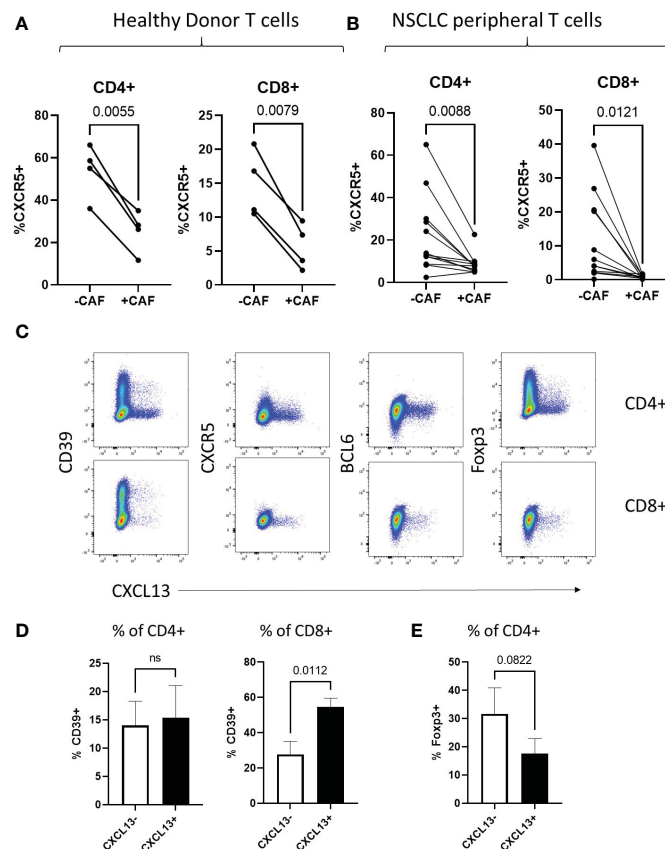 A
Healthy Donor T cells
B
NSCLC peripheral T cells
CD4+
0.0055
%CXCR5+
80
60
40
20
0
-CAF +CAF
CD8+
0.0079
%CXCR5+
25
20
15
10
5
0
-CAF +CAF
CD4+
0.0088
%CXCR5+
80
60
40
20
0
-CAF +CAF
CD8+
0.0121
%CXCR5+
50
40
30
20
10
0
-CAF +CAF
C
CD39
CXCR5
BCL6
Foxp3
CD4+
CD8+
CXCL13
D
% of CD4+
ns
% CD39+
25
20
15
10
5
0
CXCL13- CXCL13+
% of CD8+
0.0112
% CD39+
80
60
40
20
0
CXCL13- CXCL13+
E
% of CD4+
0.0822
% Foxp3+
50
40
30
20
10
0
CXCL13- CXCL13+